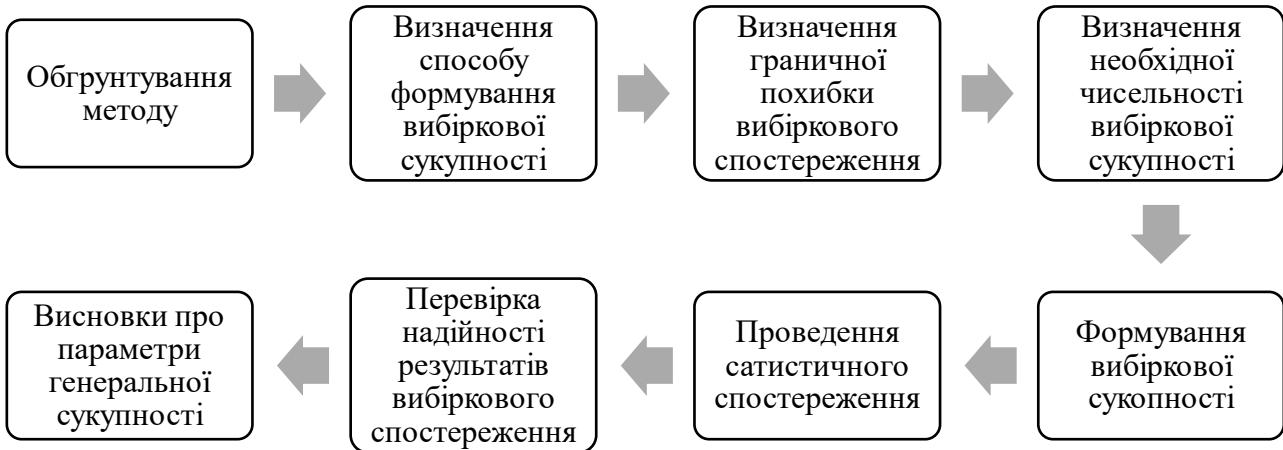 Обгрунтування
методу
Визначення
способу
формування
вибіркової
сукупності
Визначення
граничної
похибки
вибіркового
спостереження
Визначення
необхідної
чисельності
вибіркової
сукупності
Формування
вибіркової
сукопності
Проведення
сатистичного
спостереження
Перевірка
надійності
результатів
вибіркового
спостереження
Висновки про
параметри
генеральної
сукупності